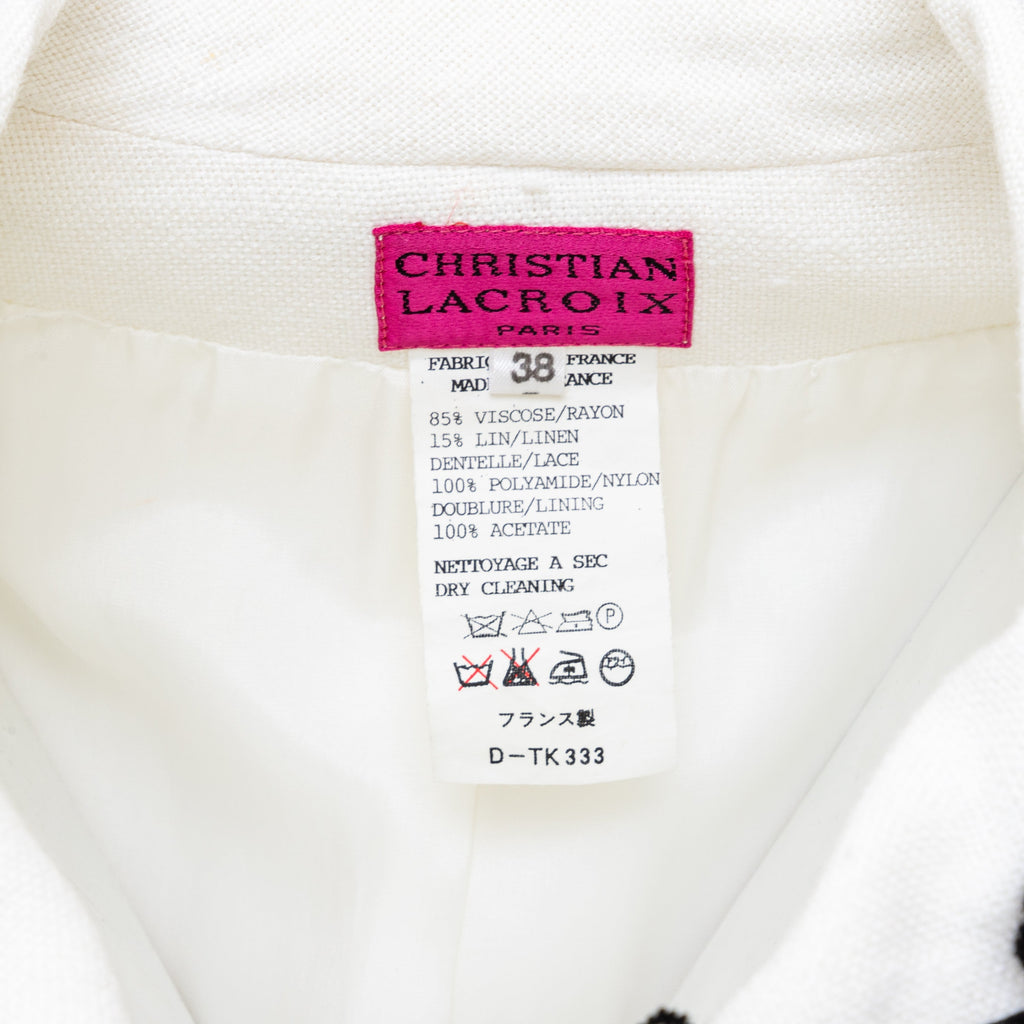 CHRISTIAN
LACROIX
PARIS
38
FRANCE
85% VISCOSE/RAYON
15% LIN/LINEN
DENTELLE/LACE
100% POLYAMIDE/NYLON
DOUBLURE/LINING
100% ACETATE
NETTOYAGE A SEC
DRY CLEANING
P
フランス製
D-TK333